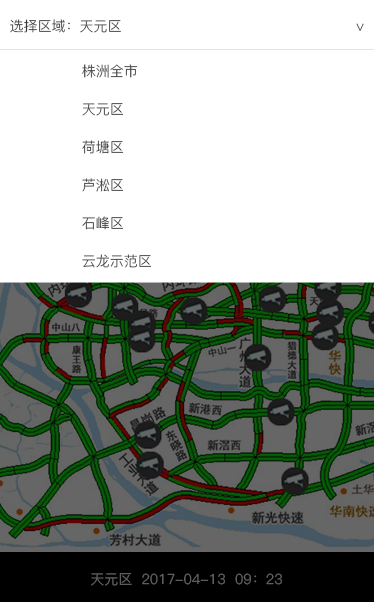 选择区域：天元区 ∨
株洲全市
天元区
荷塘区
芦淞区
石峰区
云龙示范区
天
中山八
康王路
中山一
广州大道
猎德大道
华快
新港西
昌岗路
东晓路
新滘西
工业大道
新滘
土华
新光快速
华南快速
芳村大道
天元区 2017-04-13 09：23